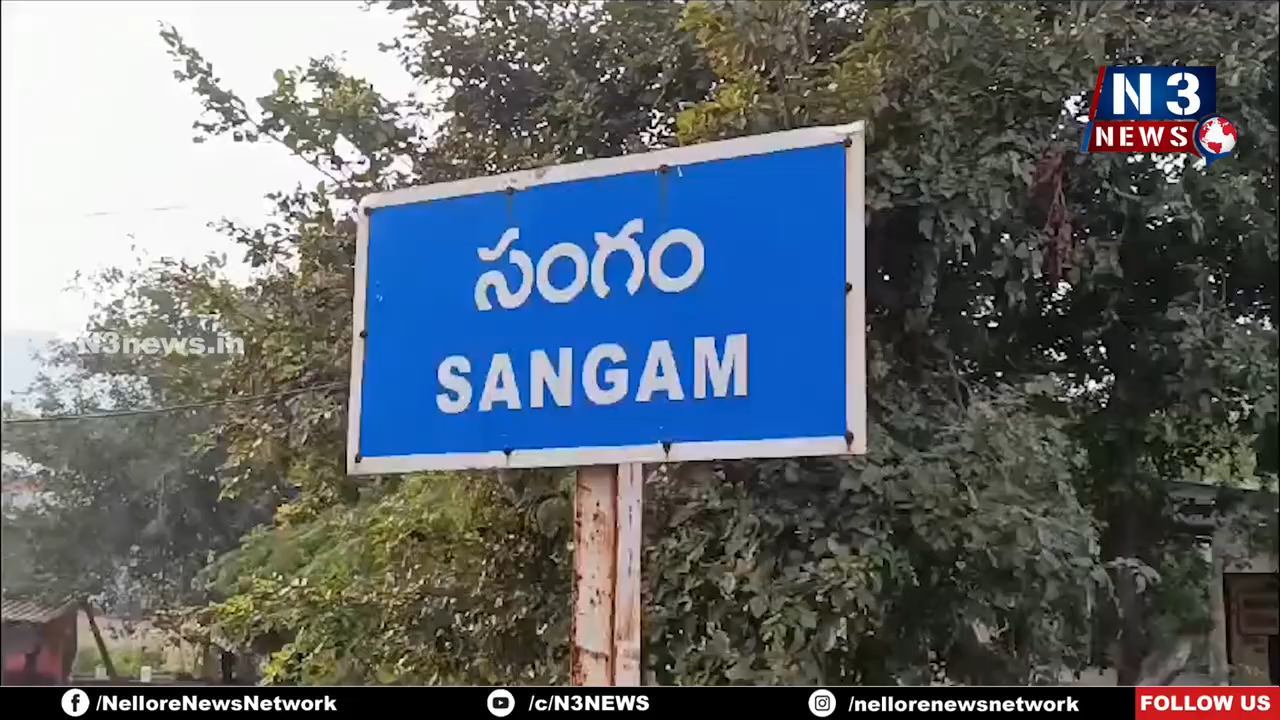 N3
NEWS
సంగం
SANGAM
N3news.in
/NelloreNewsNetwork
/c/N3NEWS
/nellorenewsnetwork
FOLLOW US